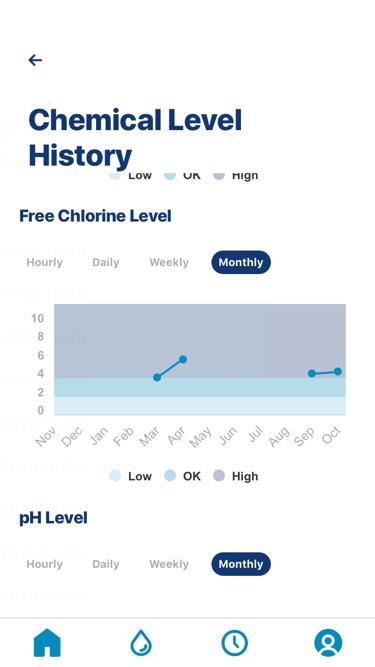 Chemical Level
History
Low OK High
Free Chlorine Level
Hourly Daily Weekly Monthly
10
8
6
4
2
0
Nov Dec Jan Feb Mar Apr May Jun Jul Aug Sep Oct
Low OK High
pH Level
Hourly Daily Weekly Monthly